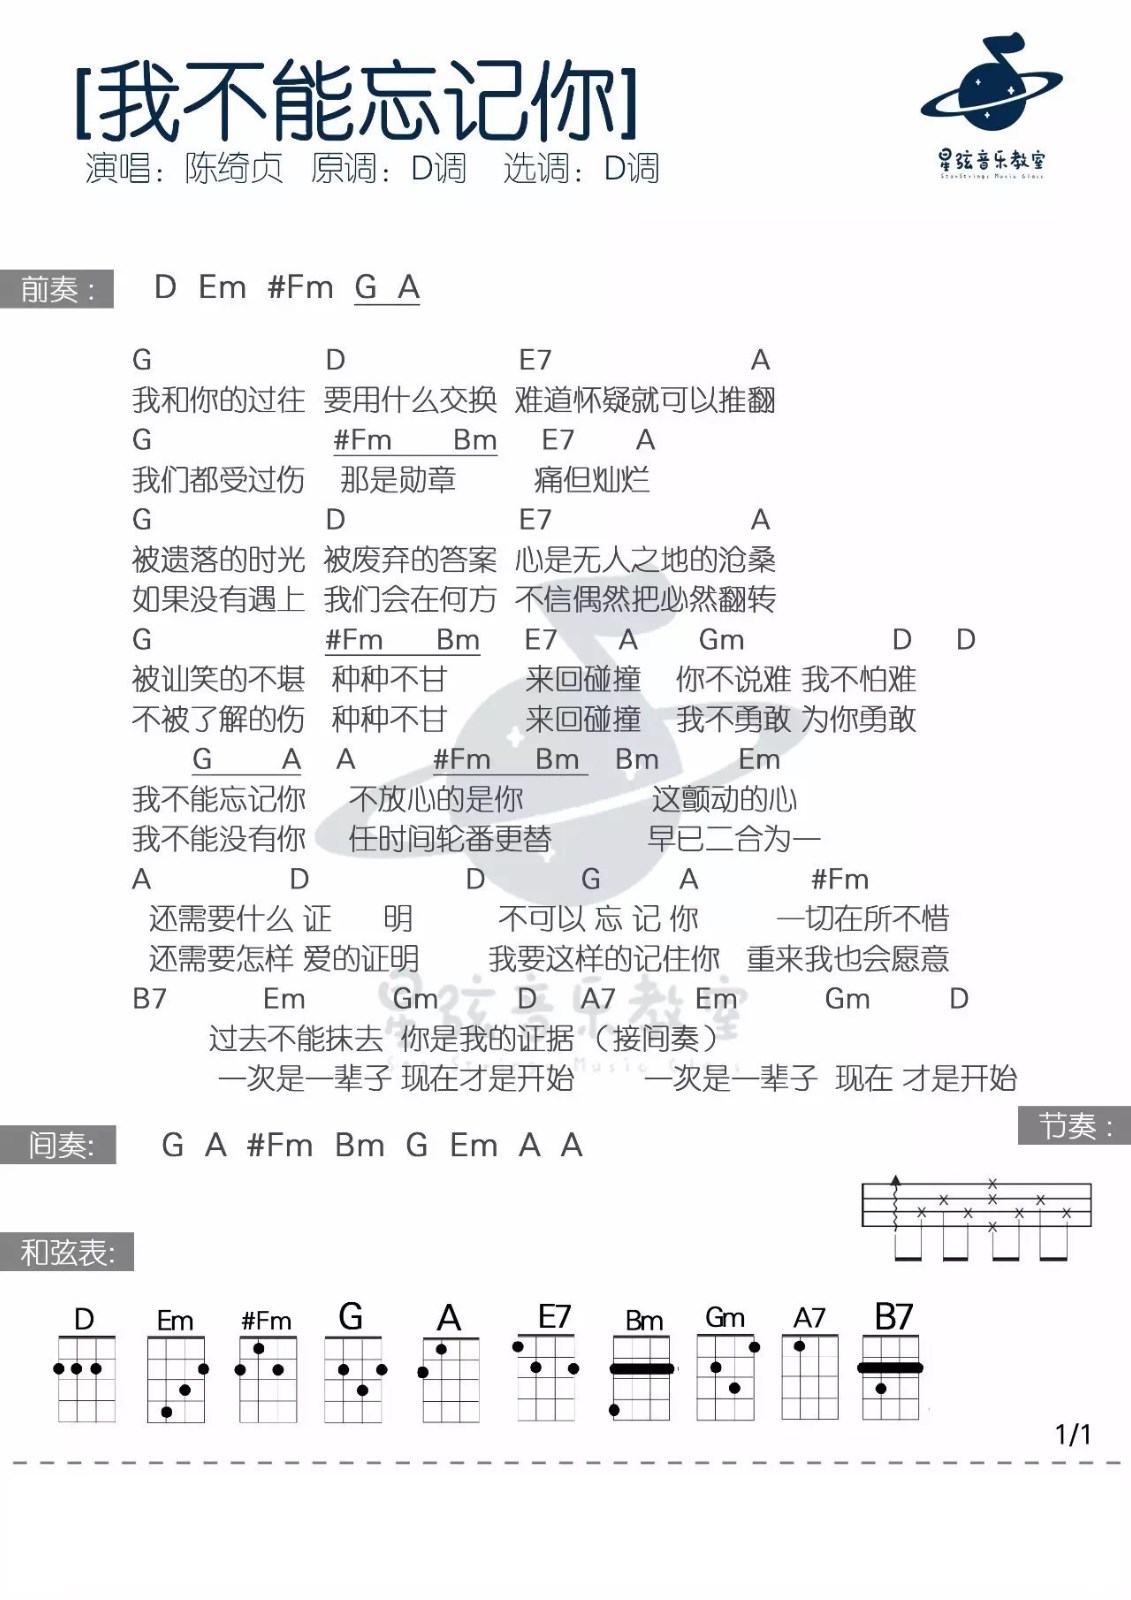 [我不能忘记你]
演唱：陈绮贞 原调：D调 选调：D调
星弦音乐教室
StarStrings Music Class
前奏： D Em #Fm G A
G D E7 A
我和你的过往 要用什么交换 难道怀疑就可以推翻
G #Fm Bm E7 A
我们都受过伤 那是勋章 痛但灿烂
G D E7 A
被遗落的时光 被废弃的答案 心是无人之地的沧桑
如果没有遇上 我们会在何方 不信偶然把必然翻转
G #Fm Bm E7 A Gm D D
被讪笑的不堪 种种不甘 来回碰撞 你不说难 我不怕难
不被了解的伤 种种不甘 来回碰撞 我不勇敢 为你勇敢
G A A #Fm Bm Bm Em
我不能忘记你 不放心的是你 这颤动的心
我不能没有你 任时间轮番更替 早已二合为一
A D D G A #Fm
还需要什么 证 明 不可以 忘 记 你 一切在所不惜
还需要怎样 爱的证明 我要这样的记住你 重来我也会愿意
B7 Em Gm D A7 Em Gm D
过去不能抹去 你是我的证据 （接间奏）
一次是一辈子 现在才是开始 一次是一辈子 现在 才是开始
星弦音乐教室
Star Strings Music Class
节奏：
间奏: G A #Fm Bm G Em A A
和弦表:
D Em #Fm G A E7 Bm Gm A7 B7
1/1